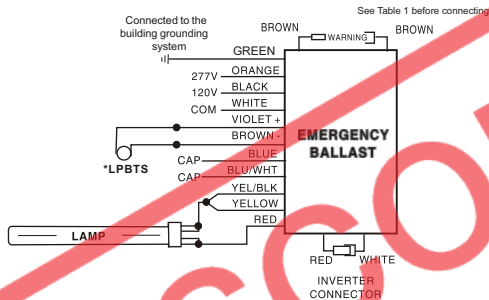 See Table 1 before connecting
Connected to the
building grounding
system
BROWN
WARNING
BROWN
GREEN
277V
ORANGE
120V
BLACK
COM
WHITE
VIOLET +
BROWN -
*LPBTS
EMERGENCY
BALLAST
CAP
BLUE
CAP
BLU/WHT
YEL/BLK
YELLOW
RED
LAMP
RED
WHITE
INVERTER
CONNECTOR